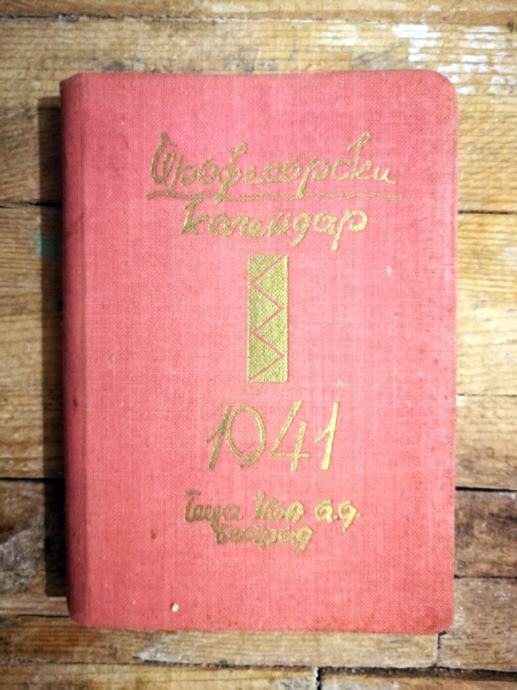 Професорски
календар
1941
Геца Кон а.д.
Београд